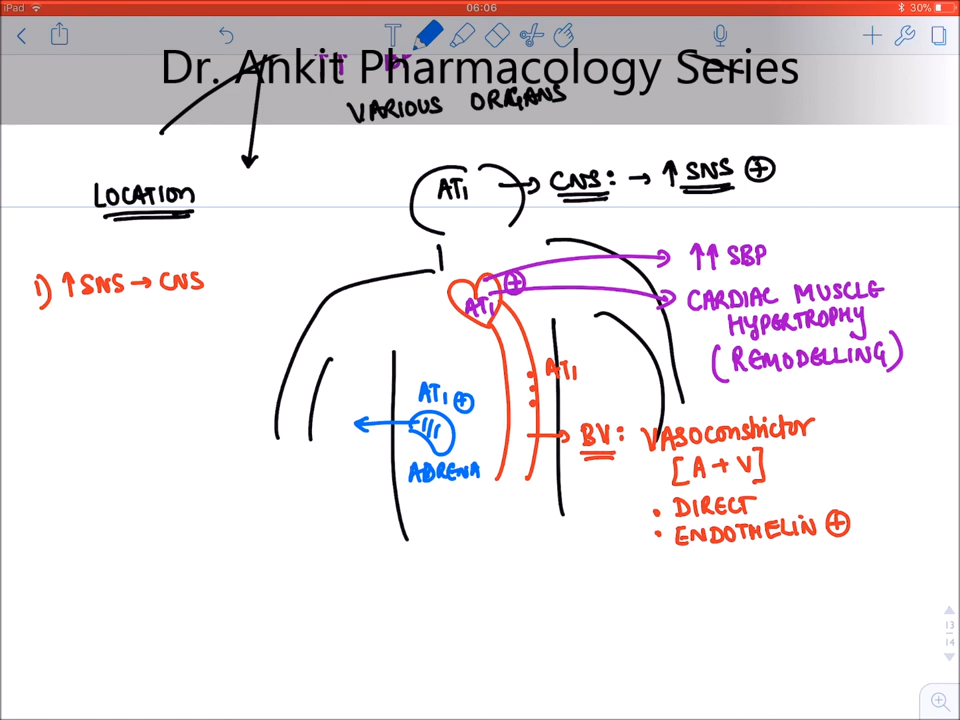 iPad 06:06 30%
Dr. Ankit Pharmacology Series
VARIOUS ORGANS
LOCATION
AT1 → CNS: → ↑ SNS ⊕
1) ↑ SNS → CNS
AT1 ⊕
↑↑ SBP
CARDIAC MUSCLE
HYPERTROPHY
(REMODELLING)
AT1
AT1 ⊕
ADRENA
BV: VASOCONSTRICTOR
[A + V]
• DIRECT
• ENDOTHELIN ⊕
13
14